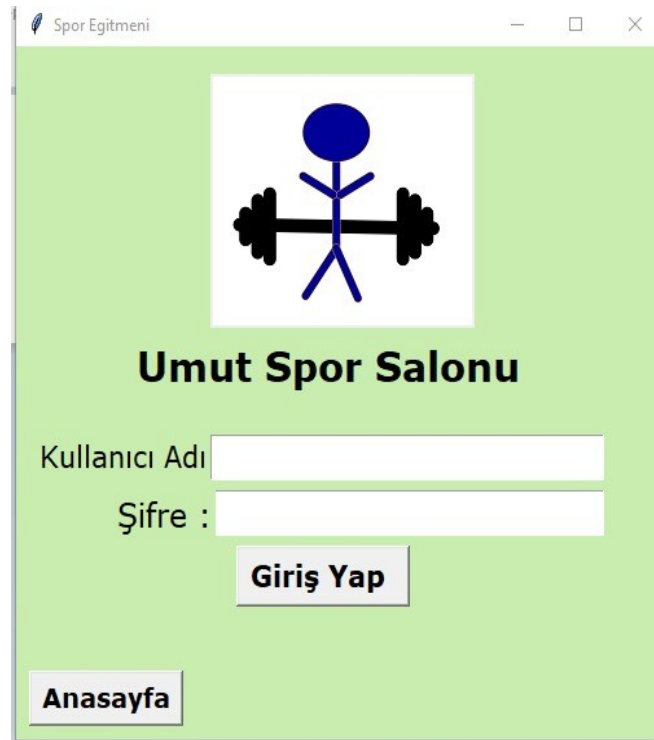 Spor Egitmeni
Umut Spor Salonu
Kullanıcı Adı
Şifre :
Giriş Yap
Anasayfa